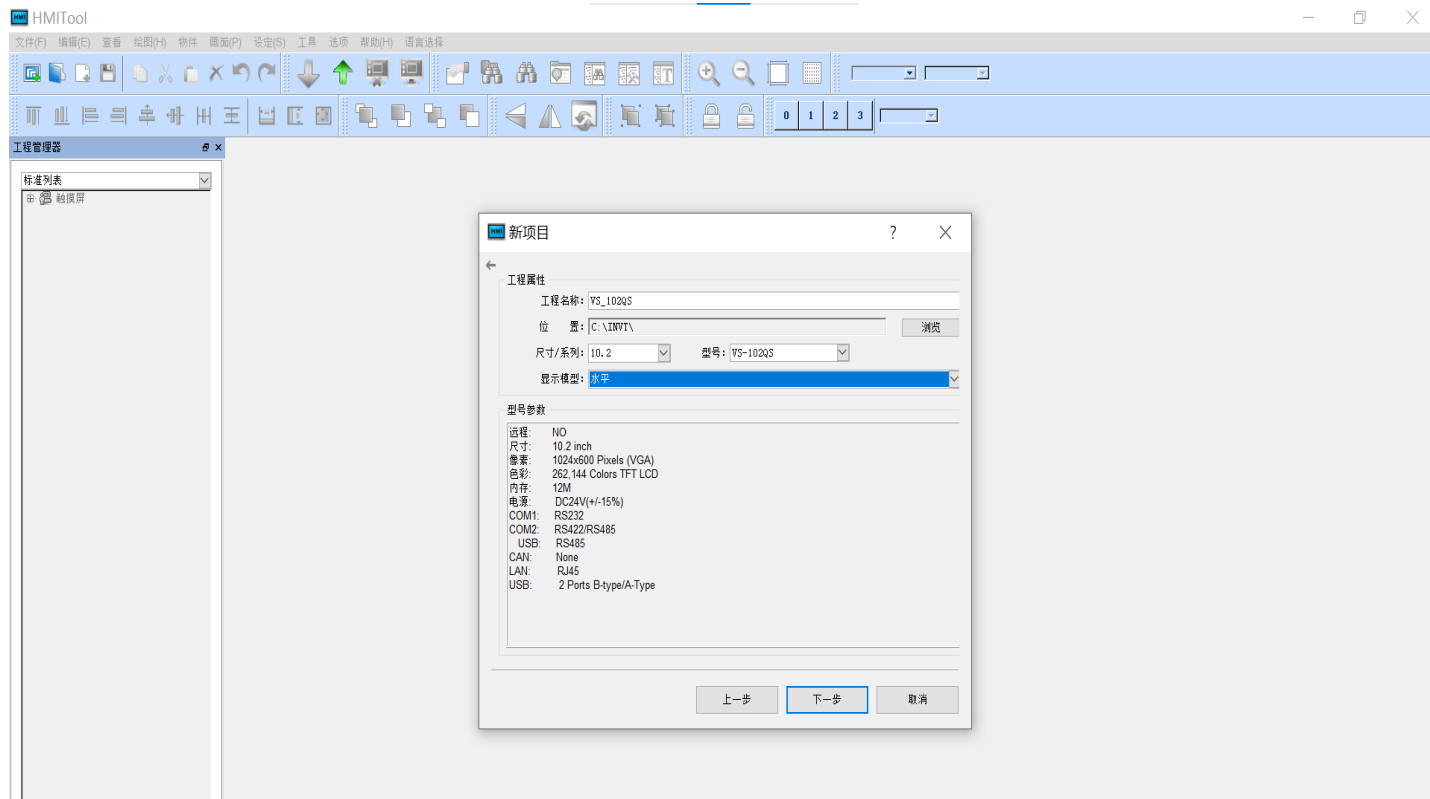 HMI HMITool
文件(F) 编辑(E) 查看 绘图(H) 物件 画面(P) 设定(S) 工具 选项 帮助(H) 语言选择
0 1 2 3
工程管理器
标准列表
触摸屏
HMI 新项目
工程属性
工程名称: VS_102QS
位 置: C:\INVT\ 浏览
尺寸/系列: 10.2 型号: VS-102QS
显示模型: 水平
型号参数
远程: NO
尺寸: 10.2 inch
像素: 1024x600 Pixels (VGA)
色彩: 262,144 Colors TFT LCD
内存: 12M
电源: DC24V(+/-15%)
COM1: RS232
COM2: RS422/RS485
USB: RS485
CAN: None
LAN: RJ45
USB: 2 Ports B-type/A-Type
上一步 下一步 取消